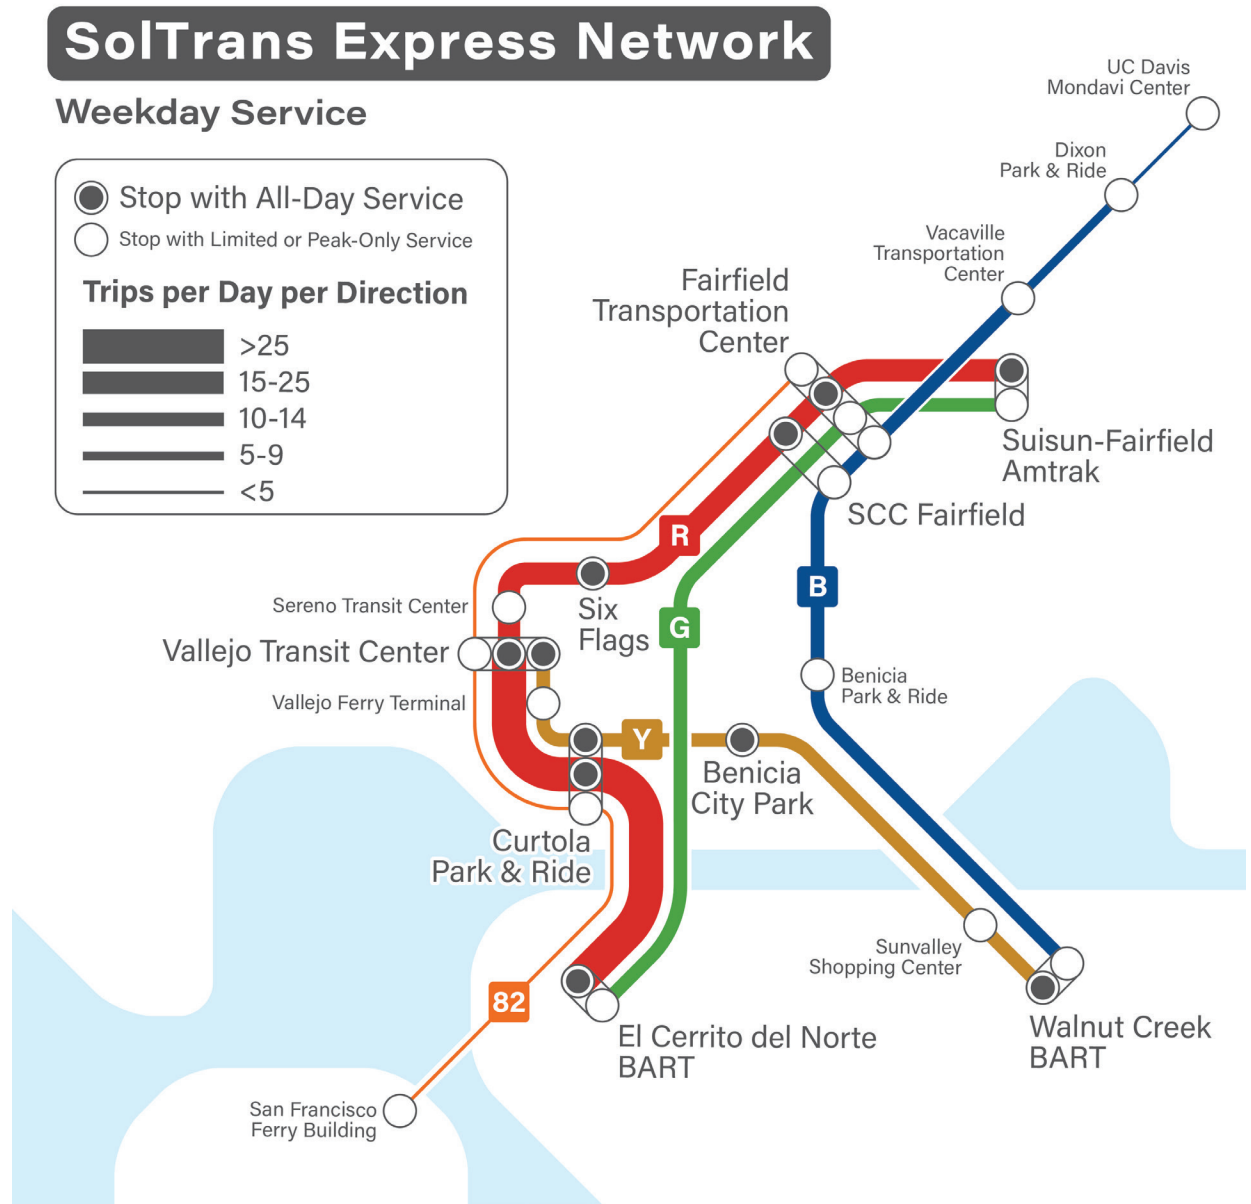 SolTrans Express Network
Weekday Service
Stop with All-Day Service
Stop with Limited or Peak-Only Service
Trips per Day per Direction
>25
15-25
10-14
5-9
<5
UC Davis
Mondavi Center
Dixon
Park & Ride
Vacaville
Transportation
Center
Fairfield
Transportation
Center
Suisun-Fairfield
Amtrak
SCC Fairfield
R
B
G
Six
Flags
Sereno Transit Center
Vallejo Transit Center
Vallejo Ferry Terminal
Benicia
Park & Ride
Y
Benicia
City Park
Curtola
Park & Ride
Sunvalley
Shopping Center
82
El Cerrito del Norte
BART
Walnut Creek
BART
San Francisco
Ferry Building